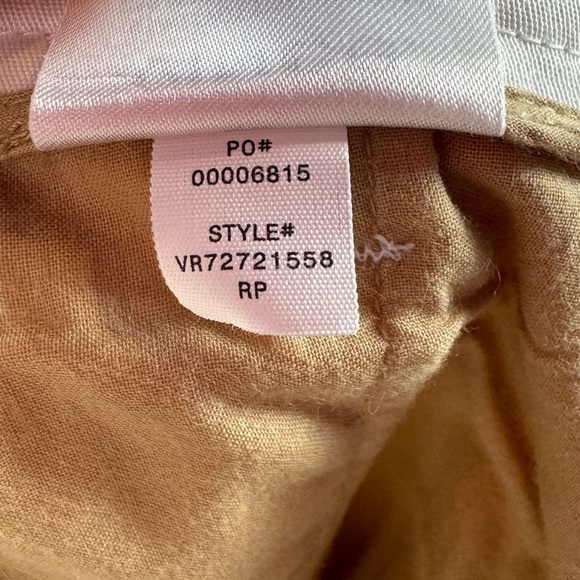 PO#
00006815
STYLE#
VR72721558
RP